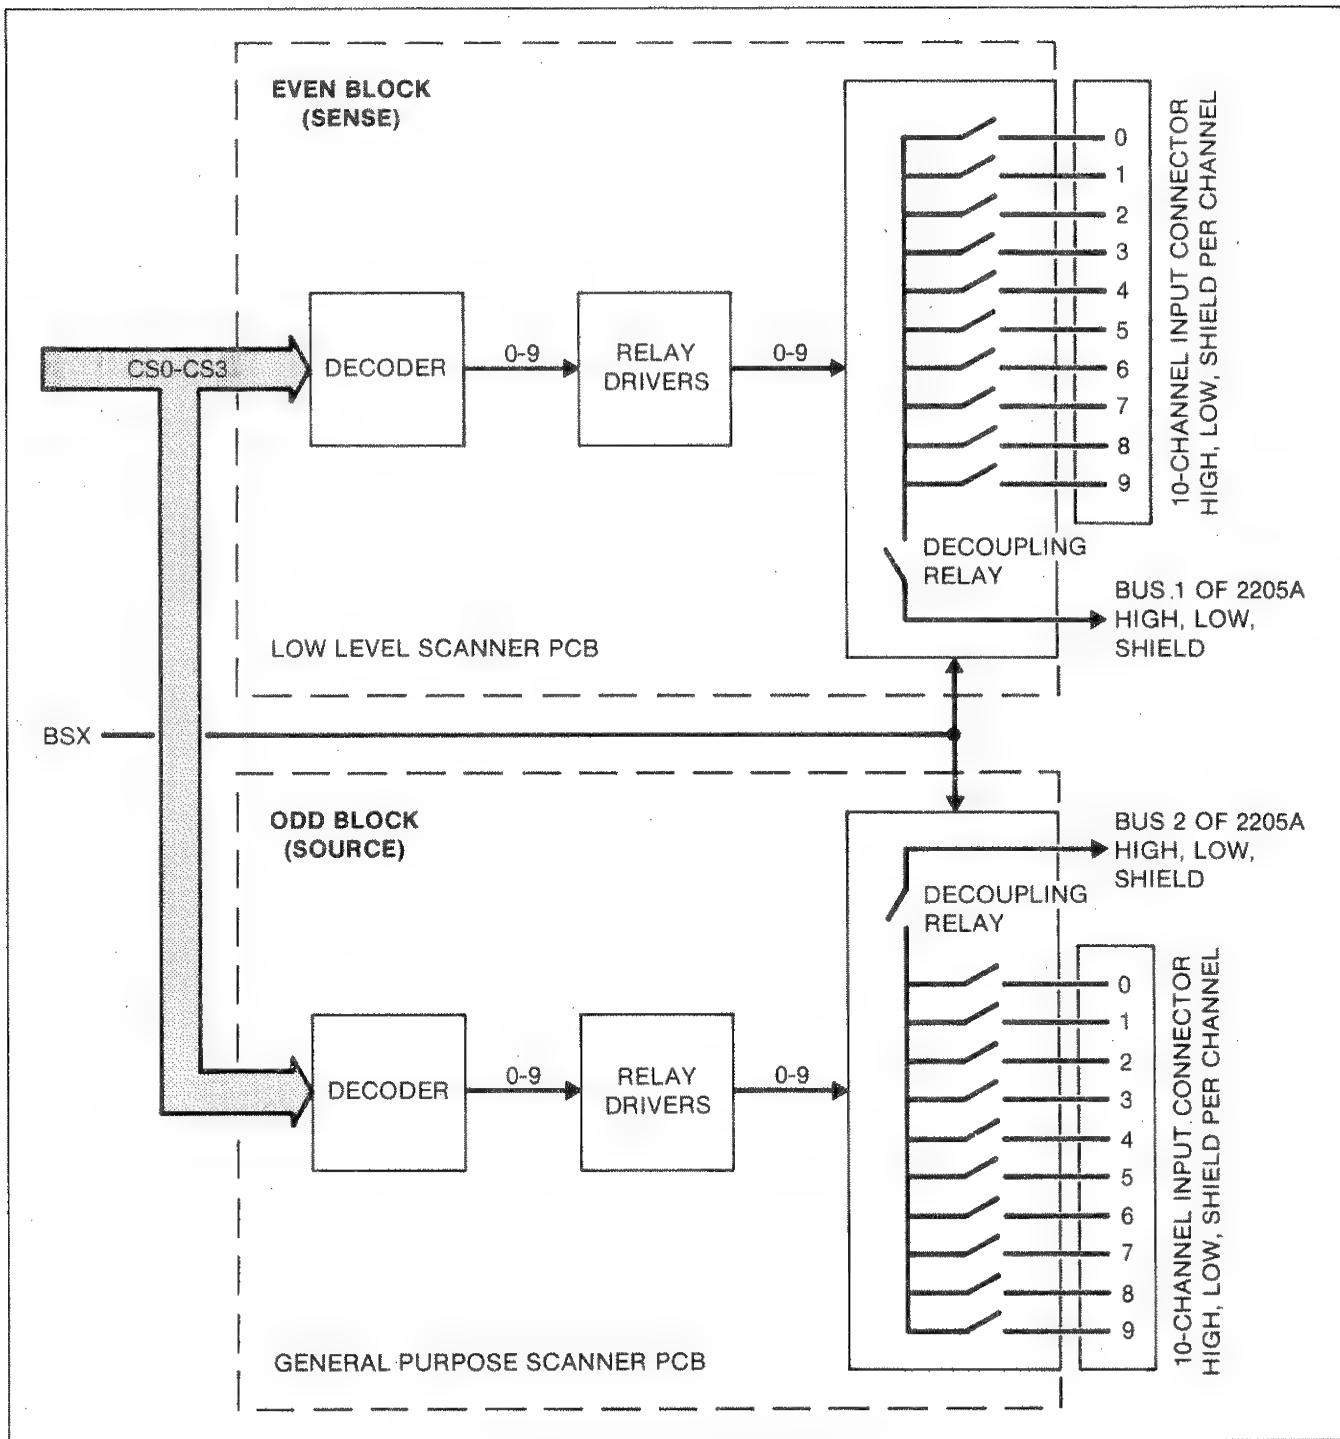 EVEN BLOCK
(SENSE)
CS0-CS3
DECODER
0-9
RELAY
DRIVERS
0-9
0
1
2
3
4
5
6
7
8
9
10-CHANNEL INPUT CONNECTOR
HIGH, LOW, SHIELD PER CHANNEL
DECOUPLING
RELAY
BUS.1 OF 2205A
HIGH, LOW,
SHIELD
LOW LEVEL SCANNER PCB
BSX
ODD BLOCK
(SOURCE)
BUS 2 OF 2205A
HIGH, LOW,
SHIELD
DECOUPLING
RELAY
DECODER
0-9
RELAY
DRIVERS
0-9
0
1
2
3
4
5
6
7
8
9
10-CHANNEL INPUT CONNECTOR
HIGH, LOW, SHIELD PER CHANNEL
GENERAL PURPOSE SCANNER PCB